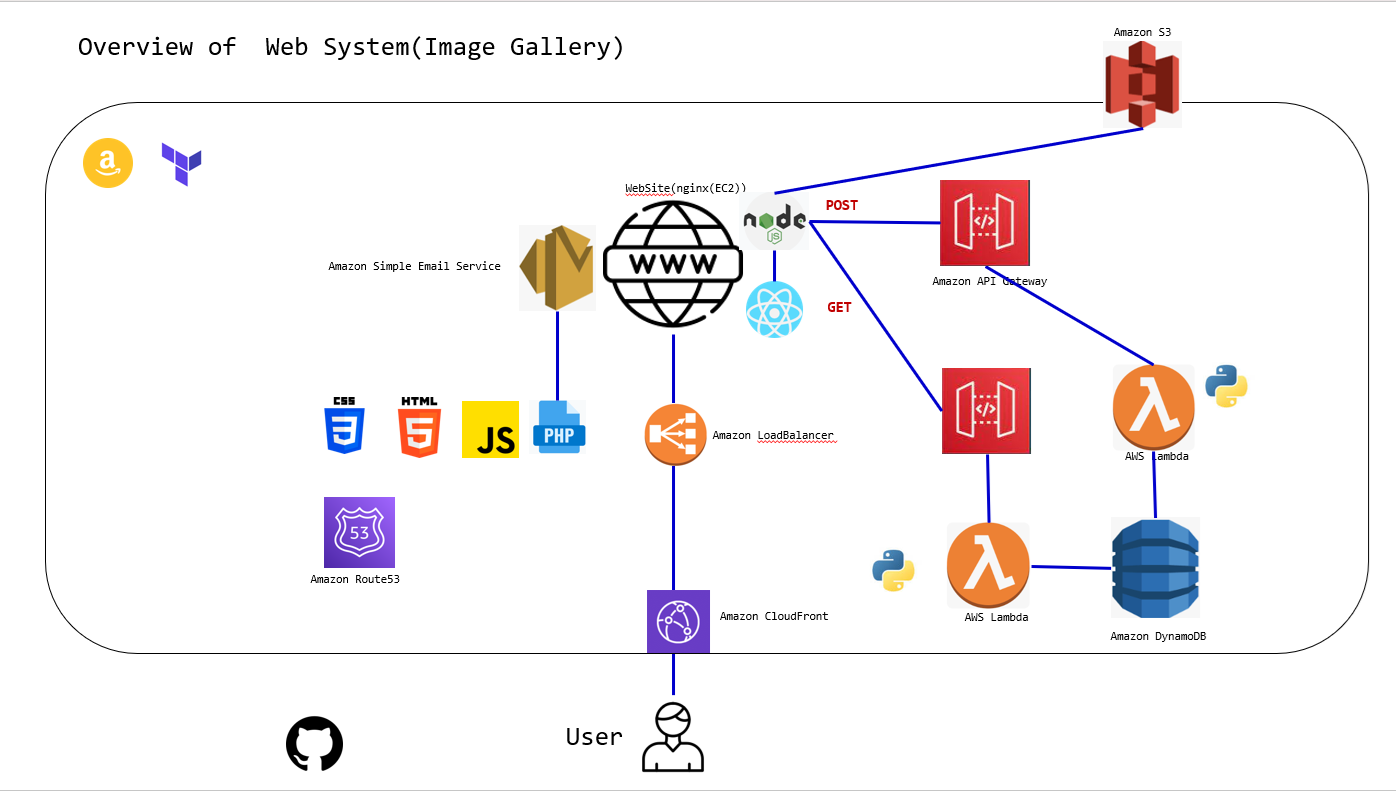 Overview of  Web System(Image Gallery)
Amazon S3
a
WebSite(nginx(EC2))
node
JS
POST
WWW
Amazon Simple Email Service
Amazon API Gateway
GET
CSS
3
HTML
5
JS
PHP
Amazon LoadBalancer
AWS Lambda
53
Amazon Route53
Amazon CloudFront
AWS Lambda
Amazon DynamoDB
User